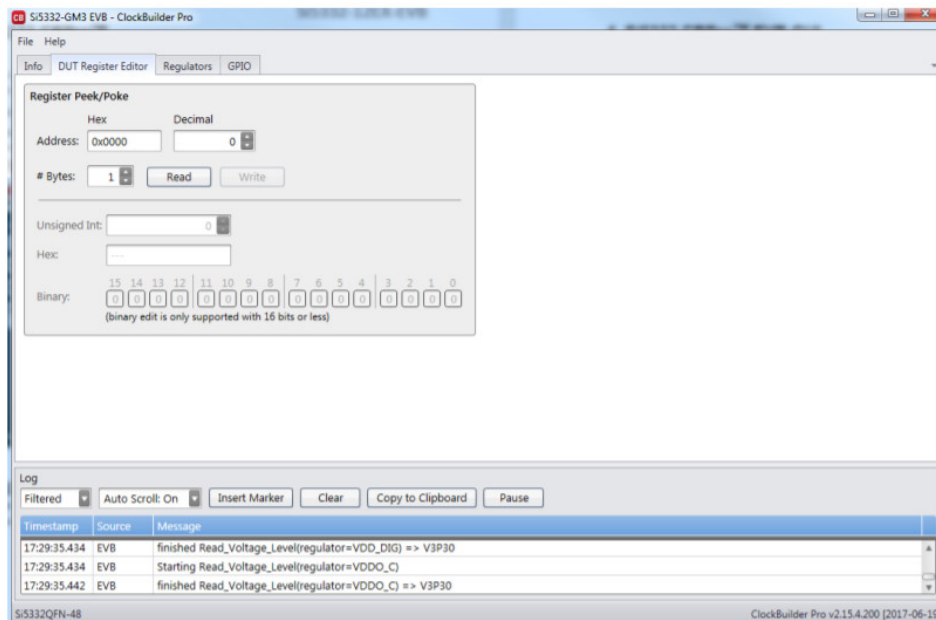 CB Si5332-GM3 EVB - ClockBuilder Pro
File Help
Info DUT Register Editor Regulators GPIO
Register Peek/Poke
Hex Decimal
Address: 0x0000 0
# Bytes: 1 Read Write
Unsigned Int: 0
Hex: ---
15 14 13 12 11 10 9 8 7 6 5 4 3 2 1 0
Binary: 0 0 0 0 0 0 0 0 0 0 0 0 0 0 0 0
(binary edit is only supported with 16 bits or less)
Log
Filtered Auto Scroll: On Insert Marker Clear Copy to Clipboard Pause
Timestamp Source Message
17:29:35.434 EVB finished Read_Voltage_Level(regulator=VDD_DIG) => V3P30
17:29:35.434 EVB Starting Read_Voltage_Level(regulator=VDDO_C)
17:29:35.442 EVB finished Read_Voltage_Level(regulator=VDDO_C) => V3P30
Si5332QFN-48 ClockBuilder Pro v2.15.4.200 [2017-06-19